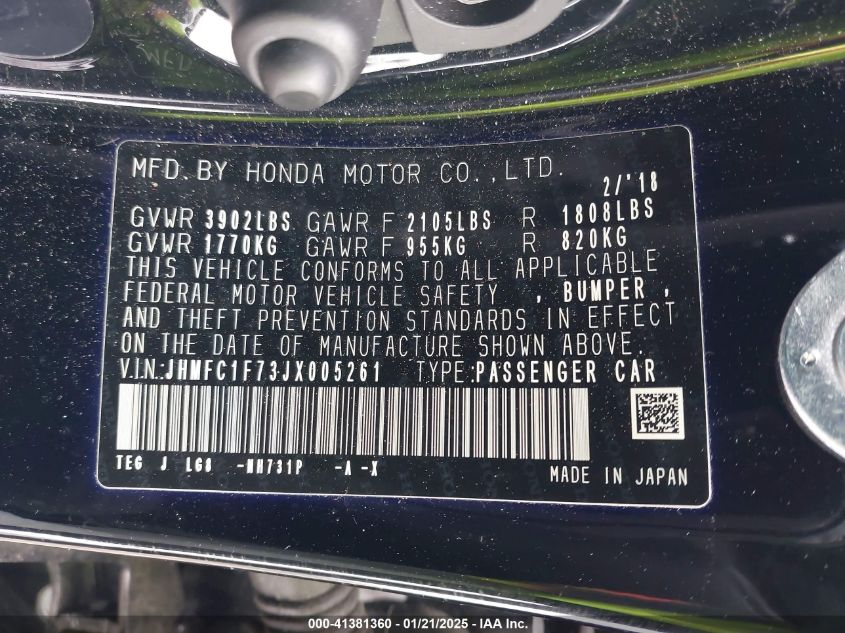 MFD. BY HONDA MOTOR CO., LTD. 2/'18
GVWR 3902LBS GAWR F 2105LBS R 1808LBS
GVWR 1770KG GAWR F 955KG R 820KG
THIS VEHICLE CONFORMS TO ALL APPLICABLE
FEDERAL MOTOR VEHICLE SAFETY , BUMPER ,
AND THEFT PREVENTION STANDARDS IN EFFECT
ON THE DATE OF MANUFACTURE SHOWN ABOVE.
V.I.N:JHMFC1F73JX005261 TYPE:PASSENGER CAR
TEG J LG8 -NH731P -A -X
MADE IN JAPAN
000-41381360 - 01/21/2025 - IAA Inc.